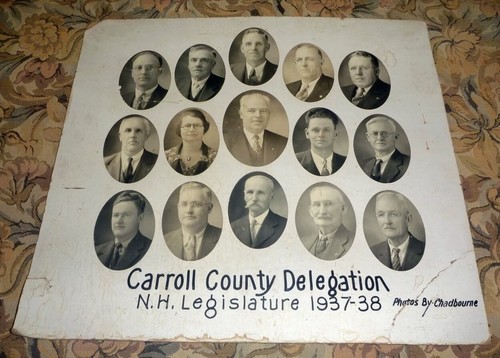 Carroll County Delegation
N.H. Legislature 1937-38 Photos By Chadbourne